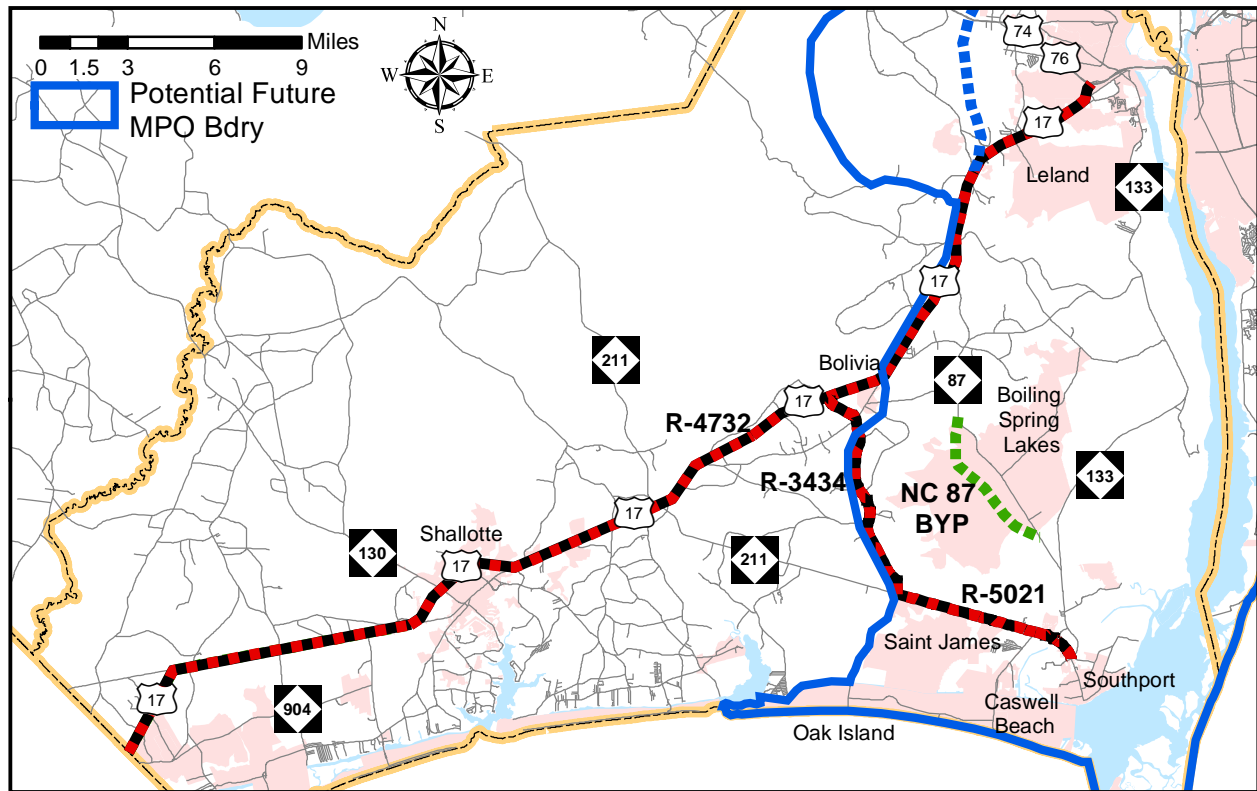 N
W
E
S
Miles
0 1.5 3 6 9
Potential Future
MPO Bdry
74
76
17
Leland
133
17
211
Bolivia
87
17
Boiling
Spring
Lakes
R-4732
R-3434
133
NC 87
BYP
17
Shallotte
130
17
211
R-5021
Saint James
Southport
17
904
Caswell
Beach
Oak Island